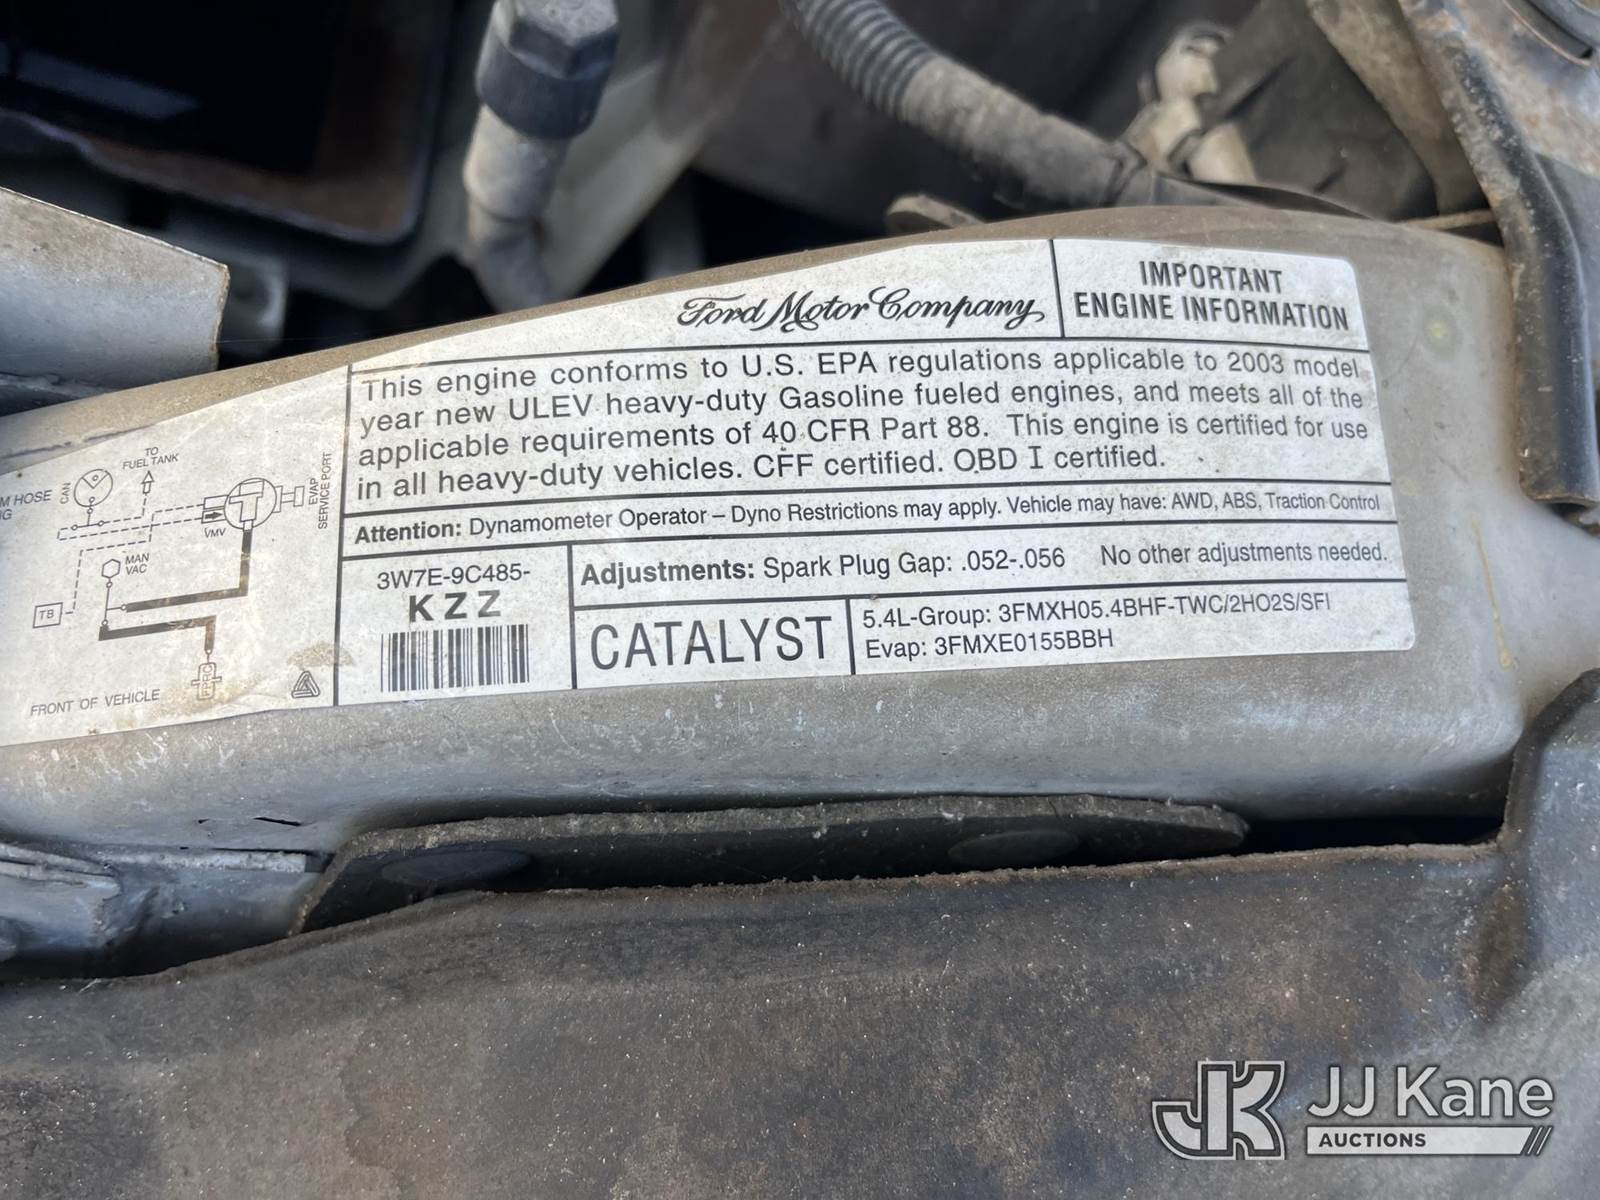 Ford Motor Company
IMPORTANT
ENGINE INFORMATION
This engine conforms to U.S. EPA regulations applicable to 2003 model
year new ULEV heavy-duty Gasoline fueled engines, and meets all of the
applicable requirements of 40 CFR Part 88. This engine is certified for use
in all heavy-duty vehicles. CFF certified. OBD I certified.
Attention: Dynamometer Operator – Dyno Restrictions may apply. Vehicle may have: AWD, ABS, Traction Control
3W7E-9C485-
KZZ
Adjustments: Spark Plug Gap: .052-.056 No other adjustments needed.
CATALYST
5.4L-Group: 3FMXH05.4BHF-TWC/2HO2S/SFI
Evap: 3FMXE0155BBH
HOSE
CAN
TO
FUEL TANK
EVAP
SERVICE PORT
VMV
MAN
VAC
TB
FPRC
FRONT OF VEHICLE
JK
JJ Kane
AUCTIONS